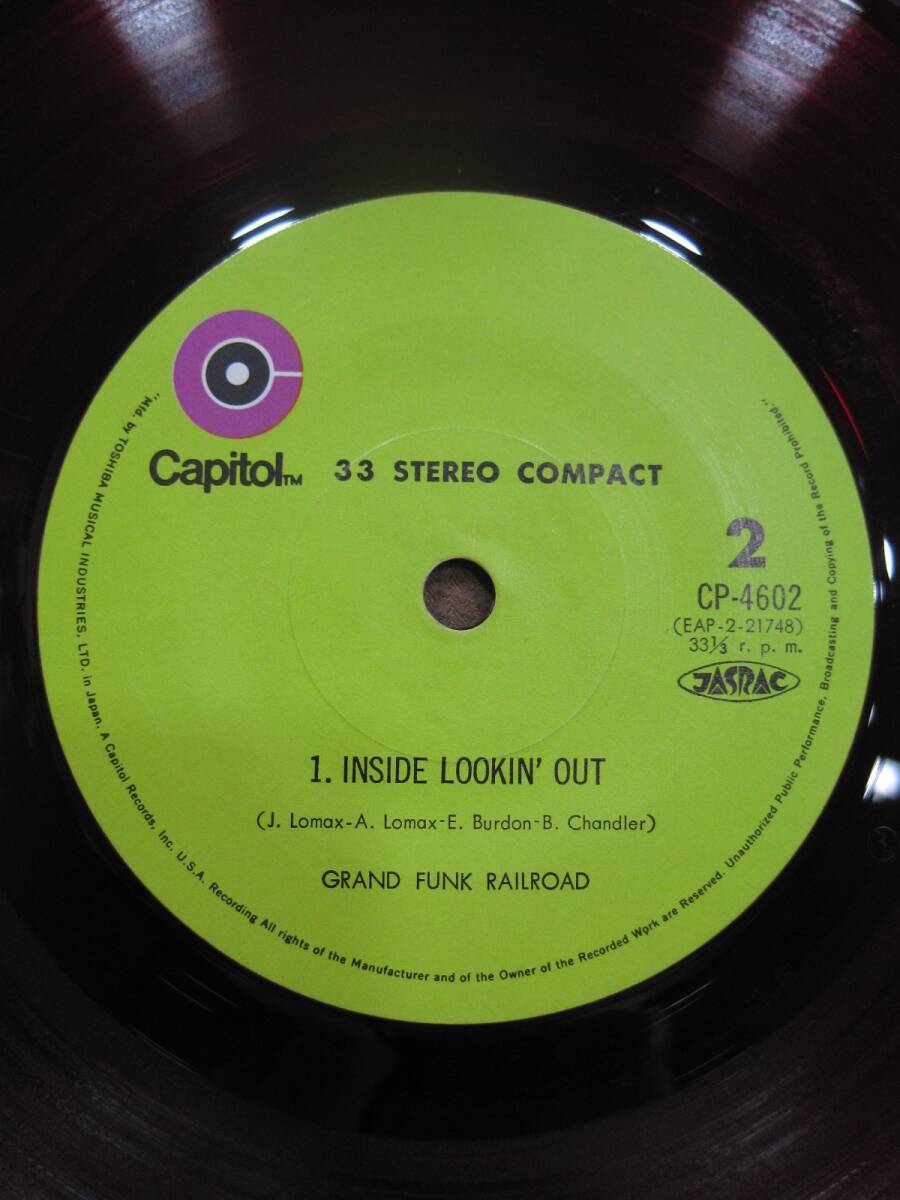 Capitol™ 33 STEREO COMPACT
2
CP-4602
(EAP-2-21748)
33⅓ r. p. m.
JASRAC
1. INSIDE LOOKIN' OUT
(J. Lomax-A. Lomax-E. Burdon-B. Chandler)
GRAND FUNK RAILROAD
"Mfd. by TOSHIBA MUSICAL INDUSTRIES, LTD. in Japan. A Capitol Records, Inc. U.S.A. Recording All rights of the Manufacturer and of the Owner of the Recorded Work are Reserved. Unauthorized Public Performance, Broadcasting and Copying of the Record Prohibited."